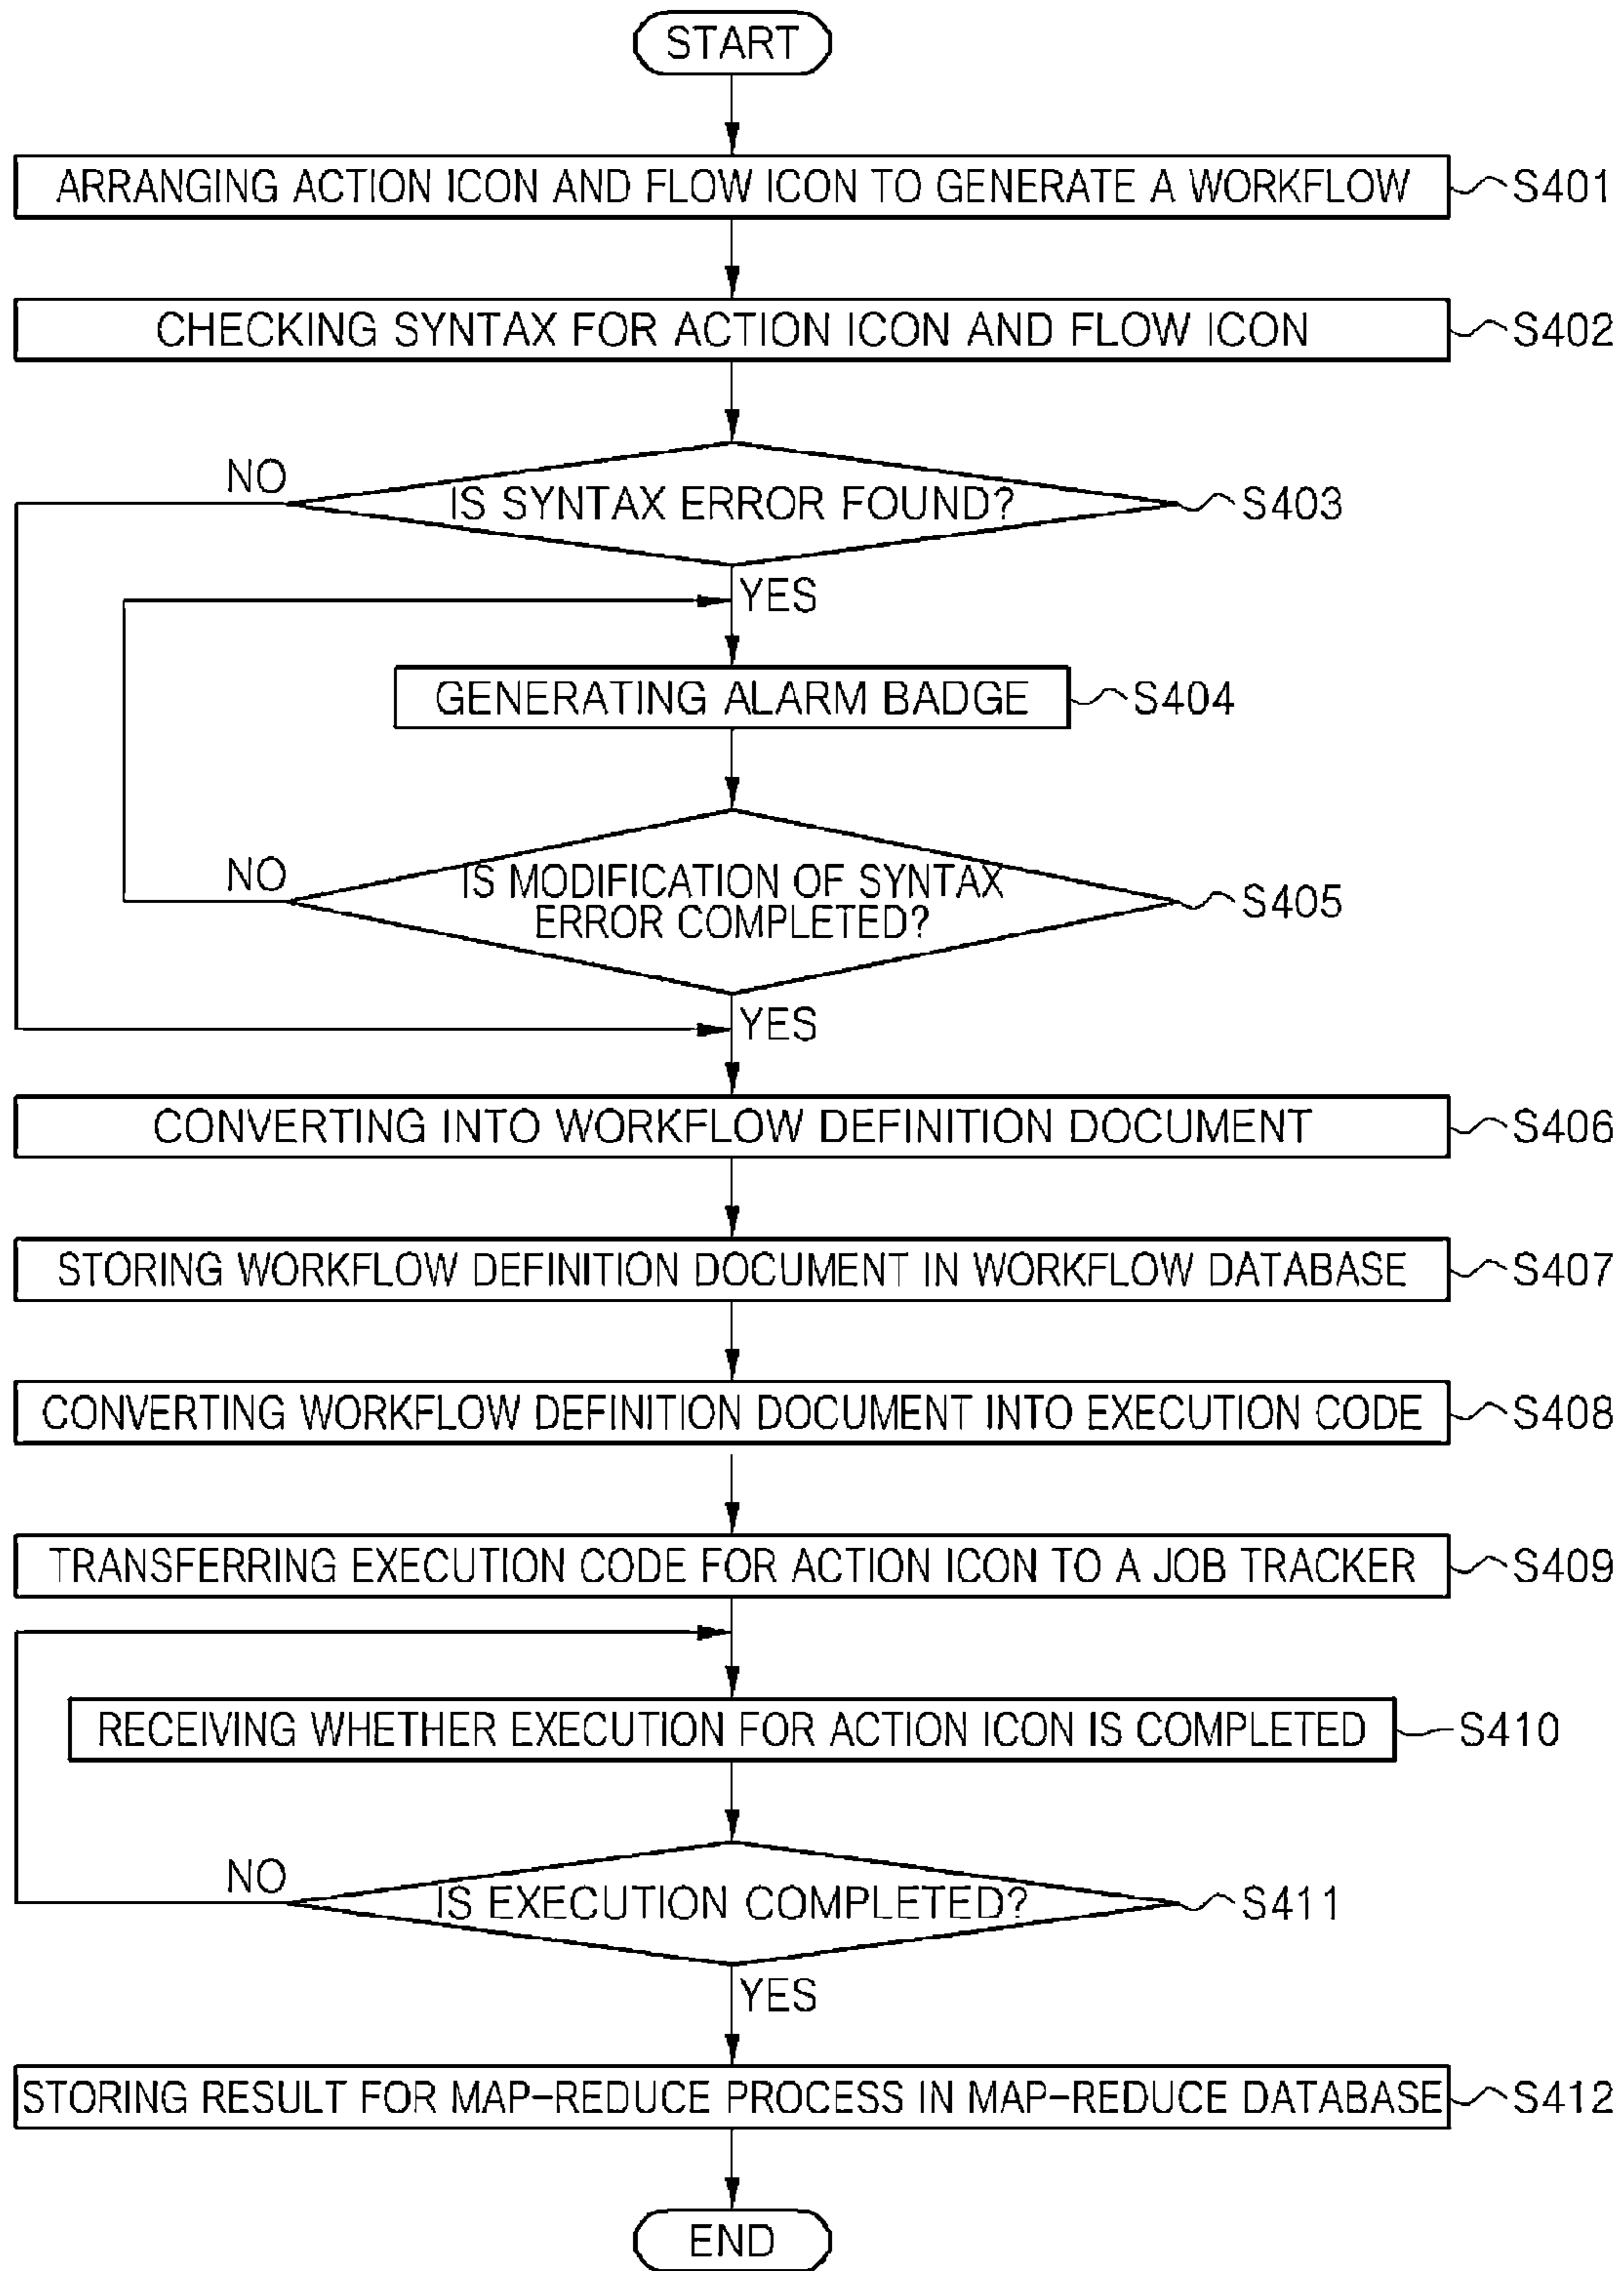 START
ARRANGING ACTION ICON AND FLOW ICON TO GENERATE A WORKFLOW
S401
CHECKING SYNTAX FOR ACTION ICON AND FLOW ICON
S402
NO
IS SYNTAX ERROR FOUND?
S403
YES
GENERATING ALARM BADGE
S404
NO
IS MODIFICATION OF SYNTAX
ERROR COMPLETED?
S405
YES
CONVERTING INTO WORKFLOW DEFINITION DOCUMENT
S406
STORING WORKFLOW DEFINITION DOCUMENT IN WORKFLOW DATABASE
S407
CONVERTING WORKFLOW DEFINITION DOCUMENT INTO EXECUTION CODE
S408
TRANSFERRING EXECUTION CODE FOR ACTION ICON TO A JOB TRACKER
S409
RECEIVING WHETHER EXECUTION FOR ACTION ICON IS COMPLETED
S410
NO
IS EXECUTION COMPLETED?
S411
YES
STORING RESULT FOR MAP-REDUCE PROCESS IN MAP-REDUCE DATABASE
S412
END